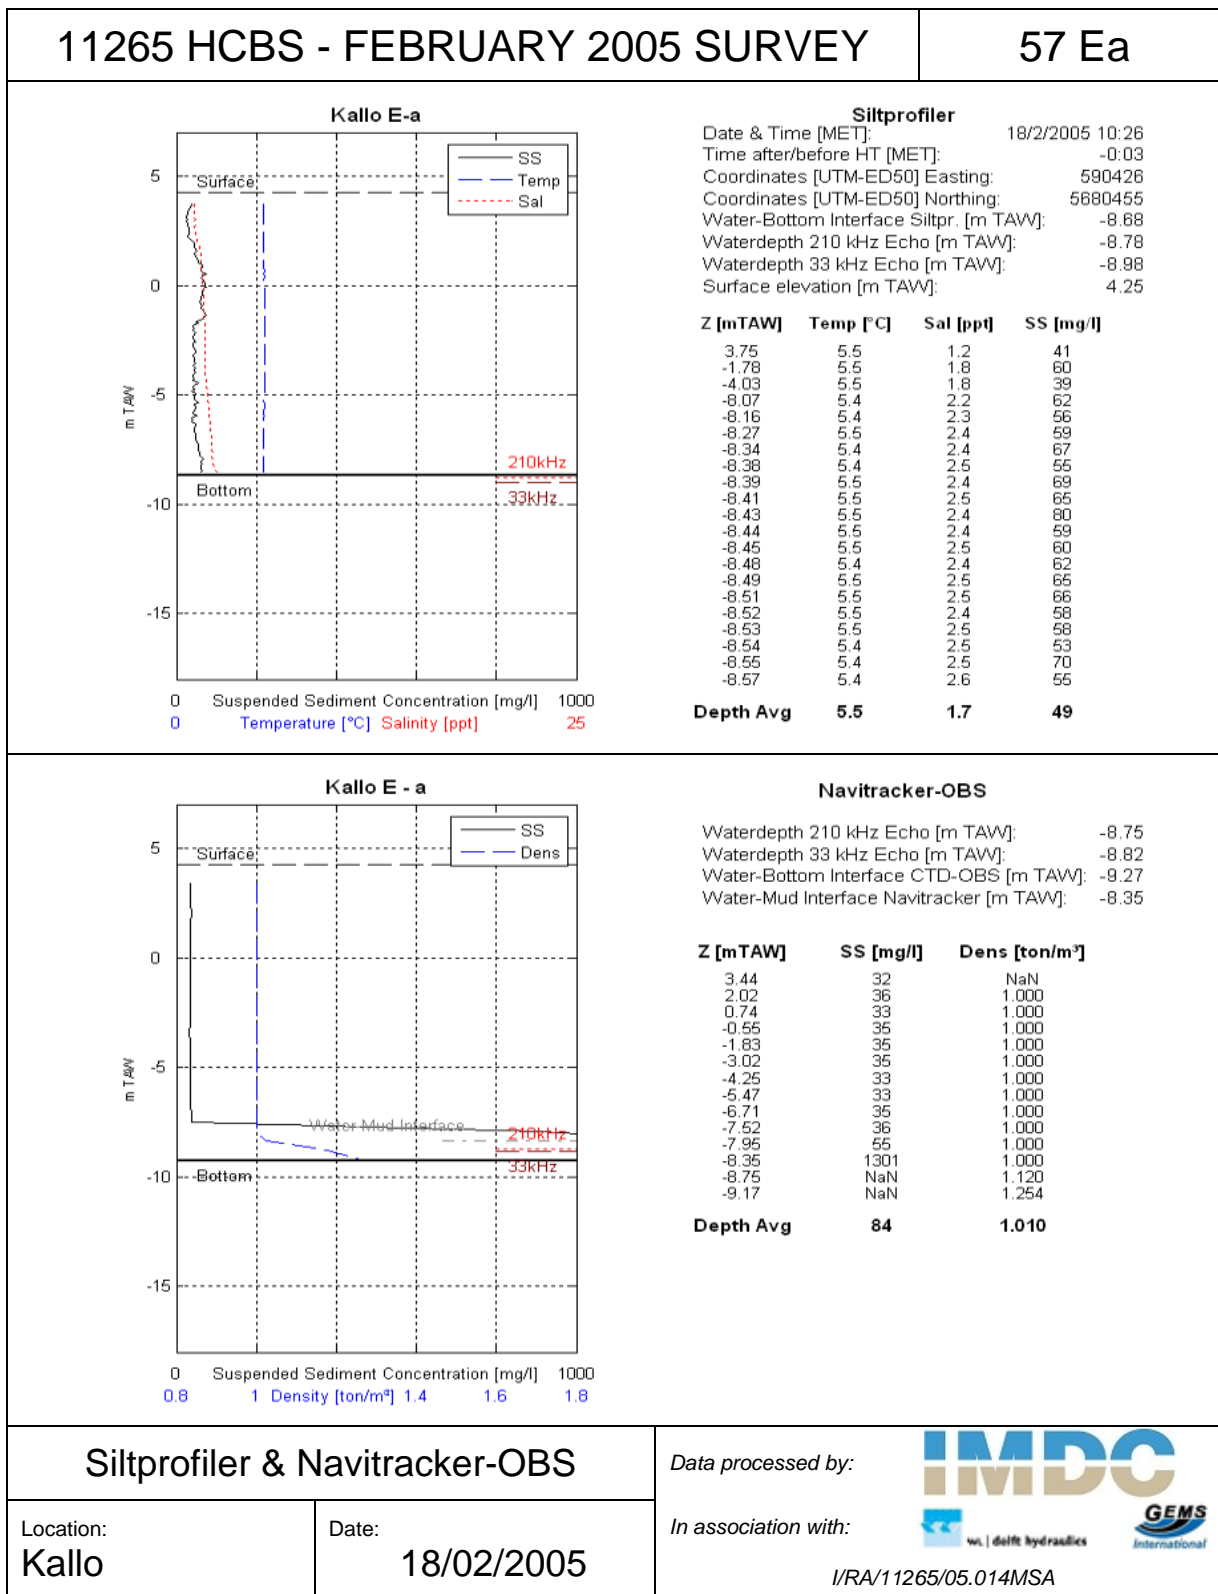 11265 HCBS - FEBRUARY 2005 SURVEY
57 Ea
Kallo E-a
SS
Temp
Sal
5
Surface
0
m TAW
-5
210kHz
Bottom
33kHz
-10
-15
0 Suspended Sediment Concentration [mg/l] 1000
0 Temperature [°C] Salinity [ppt] 25
Siltprofiler
Date & Time [MET]: 18/2/2005 10:26
Time after/before HT [MET]: -0:03
Coordinates [UTM-ED50] Easting: 590426
Coordinates [UTM-ED50] Northing: 5680455
Water-Bottom Interface Siltpr. [m TAW]: -8.68
Waterdepth 210 kHz Echo [m TAW]: -8.78
Waterdepth 33 kHz Echo [m TAW]: -8.98
Surface elevation [m TAW]: 4.25
Z [mTAW] Temp [°C] Sal [ppt] SS [mg/l]
3.75 5.5 1.2 41
-1.78 5.5 1.8 60
-4.03 5.5 1.8 39
-8.07 5.4 2.2 62
-8.16 5.4 2.3 56
-8.27 5.5 2.4 59
-8.34 5.4 2.4 67
-8.38 5.4 2.5 55
-8.39 5.5 2.4 69
-8.41 5.5 2.5 65
-8.43 5.5 2.4 80
-8.44 5.5 2.4 59
-8.45 5.5 2.5 60
-8.48 5.4 2.4 62
-8.49 5.5 2.5 65
-8.51 5.5 2.5 66
-8.52 5.5 2.4 58
-8.53 5.5 2.5 58
-8.54 5.4 2.5 53
-8.55 5.4 2.5 70
-8.57 5.4 2.6 55
Depth Avg 5.5 1.7 49
Kallo E - a
SS
Dens
5
Surface
0
m TAW
-5
Water Mud Interface
210kHz
33kHz
-10
Bottom
-15
0 Suspended Sediment Concentration [mg/l] 1000
0.8 1 Density [ton/m³] 1.4 1.6 1.8
Navitracker-OBS
Waterdepth 210 kHz Echo [m TAW]: -8.75
Waterdepth 33 kHz Echo [m TAW]: -8.82
Water-Bottom Interface CTD-OBS [m TAW]: -9.27
Water-Mud Interface Navitracker [m TAW]: -8.35
Z [mTAW] SS [mg/l] Dens [ton/m³]
3.44 32 NaN
2.02 36 1.000
0.74 33 1.000
-0.55 35 1.000
-1.83 35 1.000
-3.02 35 1.000
-4.25 33 1.000
-5.47 33 1.000
-6.71 35 1.000
-7.52 36 1.000
-7.95 55 1.000
-8.35 1301 1.000
-8.75 NaN 1.120
-9.17 NaN 1.254
Depth Avg 84 1.010
Siltprofiler & Navitracker-OBS
Location:
Kallo
Date:
18/02/2005
Data processed by:
IMDC
In association with:
wl | delft hydraulics
GEMS
International
I/RA/11265/05.014MSA